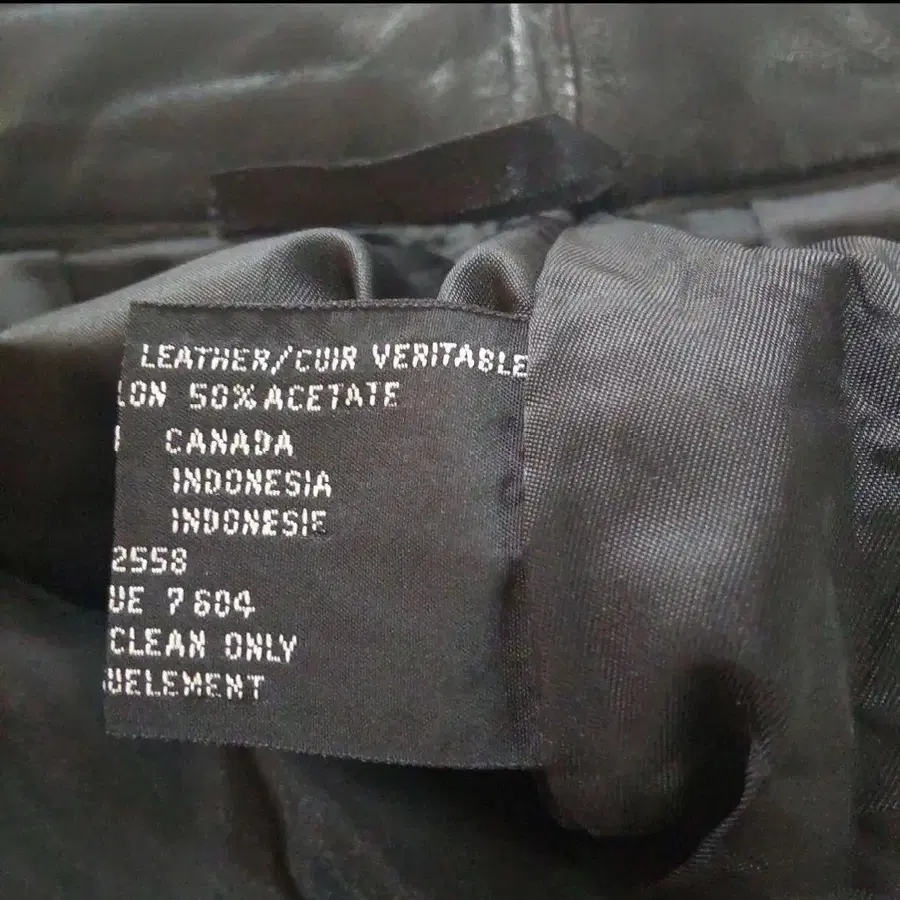 LEATHER/CUIR VERITABLE
LON 50% ACETATE
CANADA
INDONESIA
INDONESIE
2558
UE 7604
CLEAN ONLY
UELEMENT